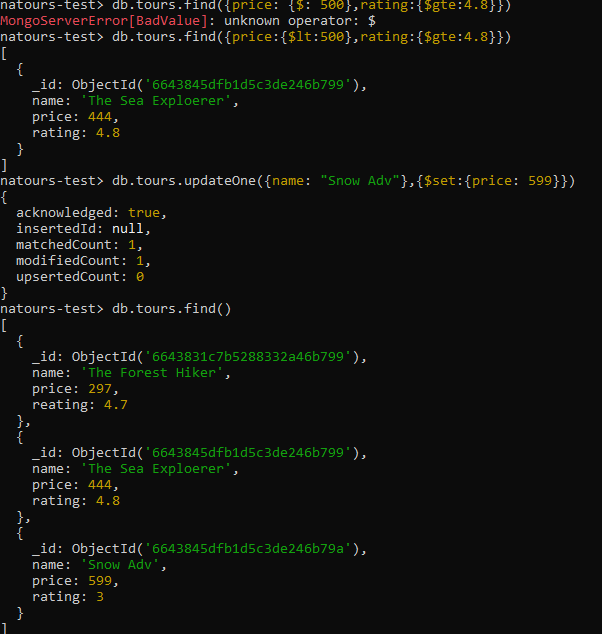 natours-test> db.tours.find({price: {$: 500},rating:{$gte:4.8}})
MongoServerError[BadValue]: unknown operator: $
natours-test> db.tours.find({price:{$lt:500},rating:{$gte:4.8}})
[
  {
    _id: ObjectId('6643845dfb1d5c3de246b799'),
    name: 'The Sea Exploerer',
    price: 444,
    rating: 4.8
  }
]
natours-test> db.tours.updateOne({name: "Snow Adv"},{$set:{price: 599}})
{
  acknowledged: true,
  insertedId: null,
  matchedCount: 1,
  modifiedCount: 1,
  upsertedCount: 0
}
natours-test> db.tours.find()
[
  {
    _id: ObjectId('6643831c7b5288332a46b799'),
    name: 'The Forest Hiker',
    price: 297,
    reating: 4.7
  },
  {
    _id: ObjectId('6643845dfb1d5c3de246b799'),
    name: 'The Sea Exploerer',
    price: 444,
    rating: 4.8
  },
  {
    _id: ObjectId('6643845dfb1d5c3de246b79a'),
    name: 'Snow Adv',
    price: 599,
    rating: 3
  }
]